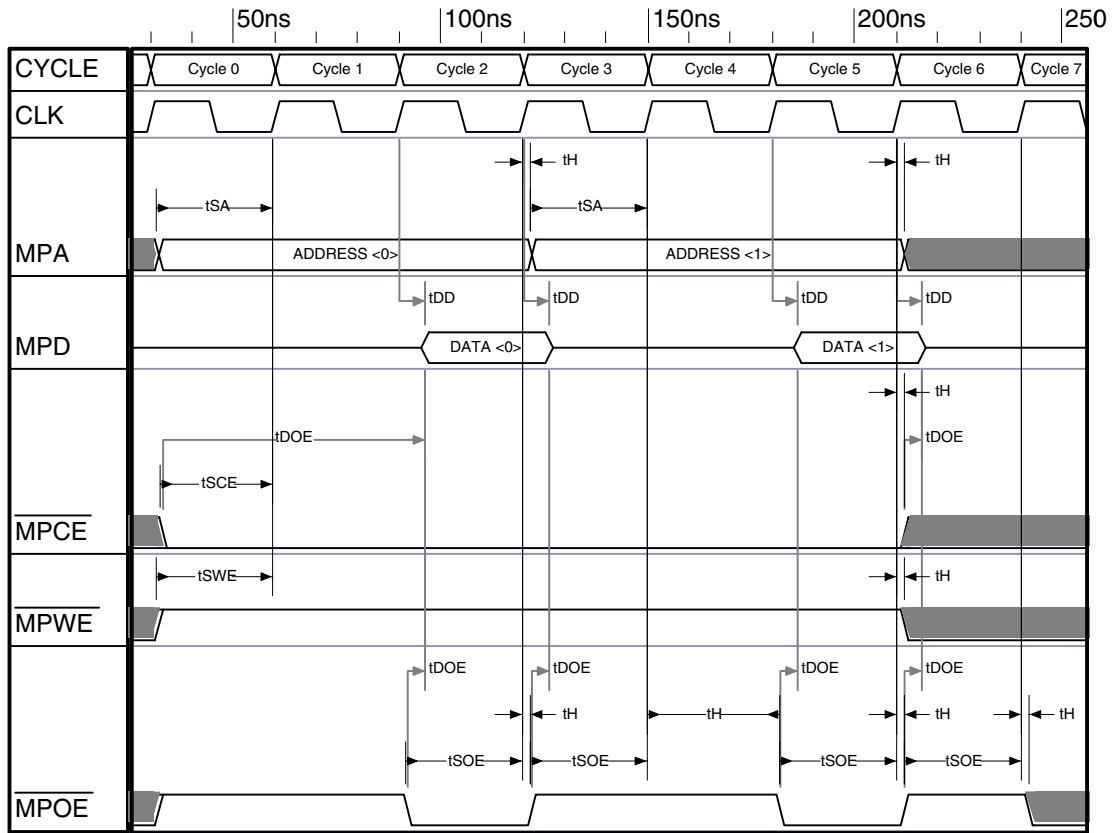 50ns 100ns 150ns 200ns 250
CYCLE Cycle 0 Cycle 1 Cycle 2 Cycle 3 Cycle 4 Cycle 5 Cycle 6 Cycle 7
CLK
tH tH
tSA tSA
MPA ADDRESS <0> ADDRESS <1>
tDD tDD tDD tDD
MPD DATA <0> DATA <1>
tH
tDOE tDOE
tSCE
MPCE
tSWE tH
MPWE
tDOE tDOE tDOE tDOE
tH tH tH tH
tSOE tSOE tSOE tSOE
MPOE